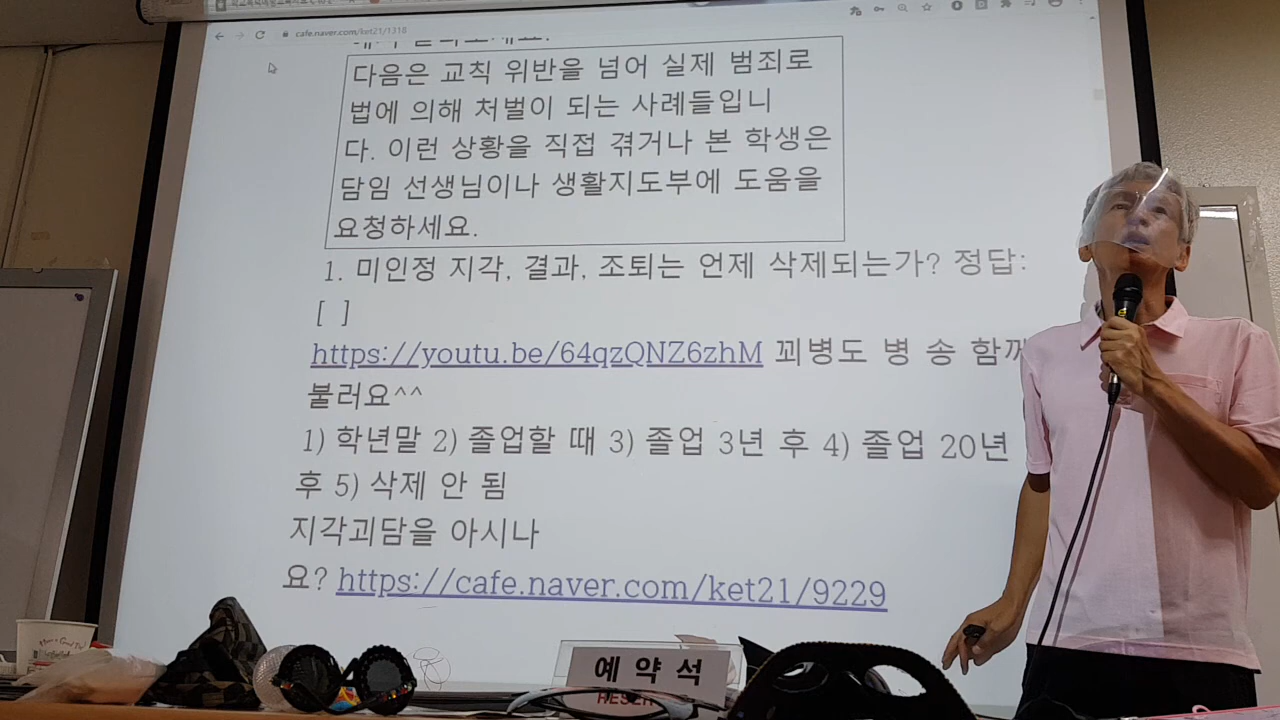 cafe.naver.com/ket21/1318
다음은 교칙 위반을 넘어 실제 범죄로
법에 의해 처벌이 되는 사례들입니
다. 이런 상황을 직접 겪거나 본 학생은
담임 선생님이나 생활지도부에 도움을
요청하세요.
1. 미인정 지각, 결과, 조퇴는 언제 삭제되는가? 정답:
[ ]
https://youtu.be/64qzQNZ6zhM 꾀병도 병 송 함께
불러요^^
1) 학년말 2) 졸업할 때 3) 졸업 3년 후 4) 졸업 20년
후 5) 삭제 안 됨
지각괴담을 아시나
요? https://cafe.naver.com/ket21/9229
예약석